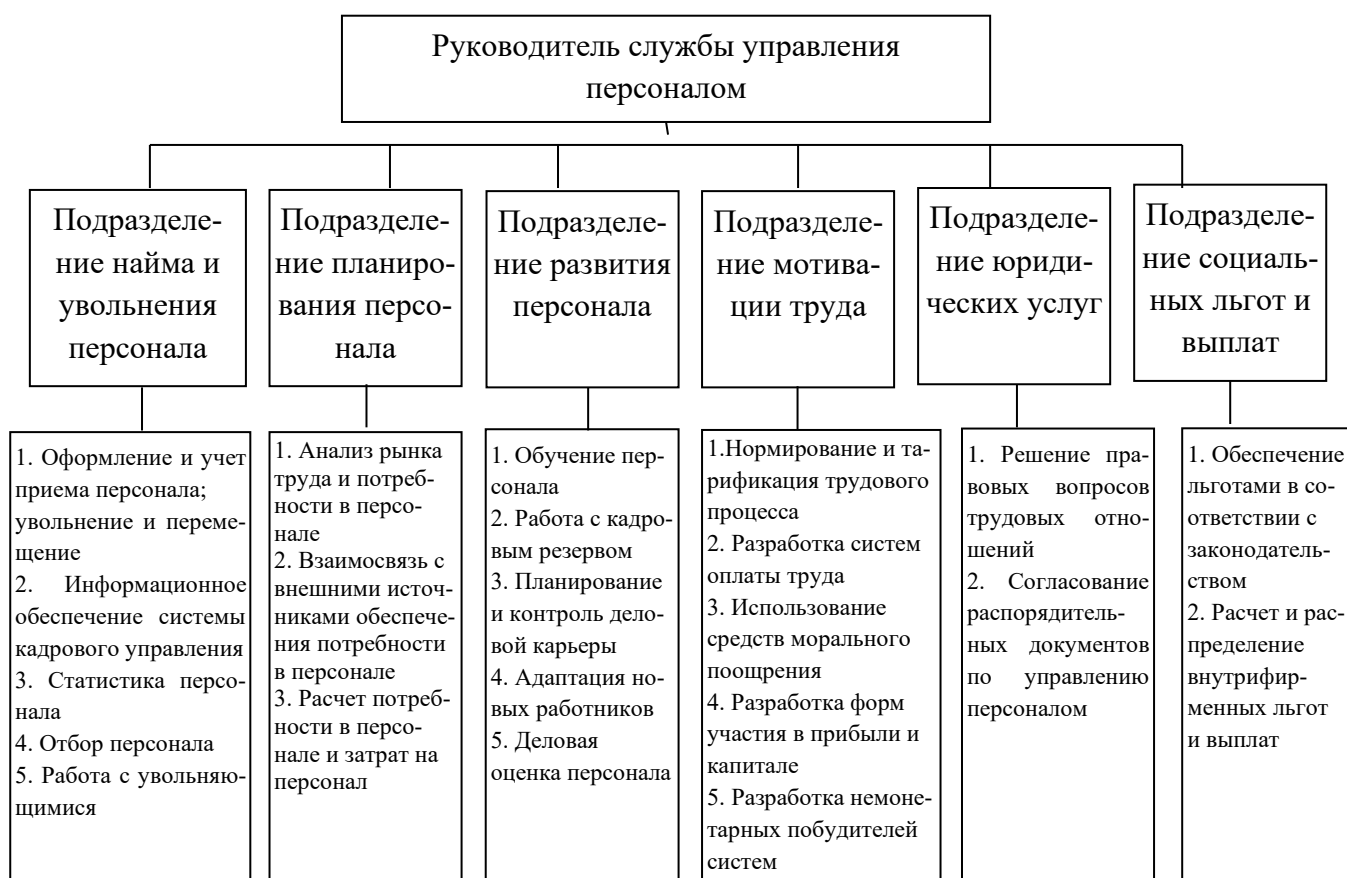 Руководитель службы управления
персоналом
Подразделе-
ние найма и
увольнения
персонала
Подразделе-
ние планиро-
вания персо-
нала
Подразделе-
ние развития
персонала
Подразделе-
ние мотива-
ции труда
Подразделе-
ние юриди-
ческих услуг
Подразделе-
ние социаль-
ных льгот и
выплат
1. Оформление и учет
приема персонала;
увольнение и переме-
щение
2. Информационное
обеспечение системы
кадрового управления
3. Статистика персо-
нала
4. Отбор персонала
5. Работа с увольняю-
щимися
1. Анализ рынка
труда и потреб-
ности в персо-
нале
2. Взаимосвязь с
внешними источ-
никами обеспече-
ния потребности
в персонале
3. Расчет потреб-
ности в персо-
нале и затрат на
персонал
1. Обучение пер-
сонала
2. Работа с кадро-
вым резервом
3. Планирование
и контроль дело-
вой карьеры
4. Адаптация но-
вых работников
5. Деловая
оценка персонала
1.Нормирование и та-
рификация трудового
процесса
2. Разработка систем
оплаты труда
3. Использование
средств морального
поощрения
4. Разработка форм
участия в прибыли и
капитале
5. Разработка немоне-
тарных побудителей
систем
1. Решение пра-
вовых вопросов
трудовых отно-
шений
2. Согласование
распорядитель-
ных документов
по управлению
персоналом
1. Обеспечение
льготами в со-
ответствии с
законодатель-
ством
2. Расчет и рас-
пределение
внутрифир-
менных льгот
и выплат